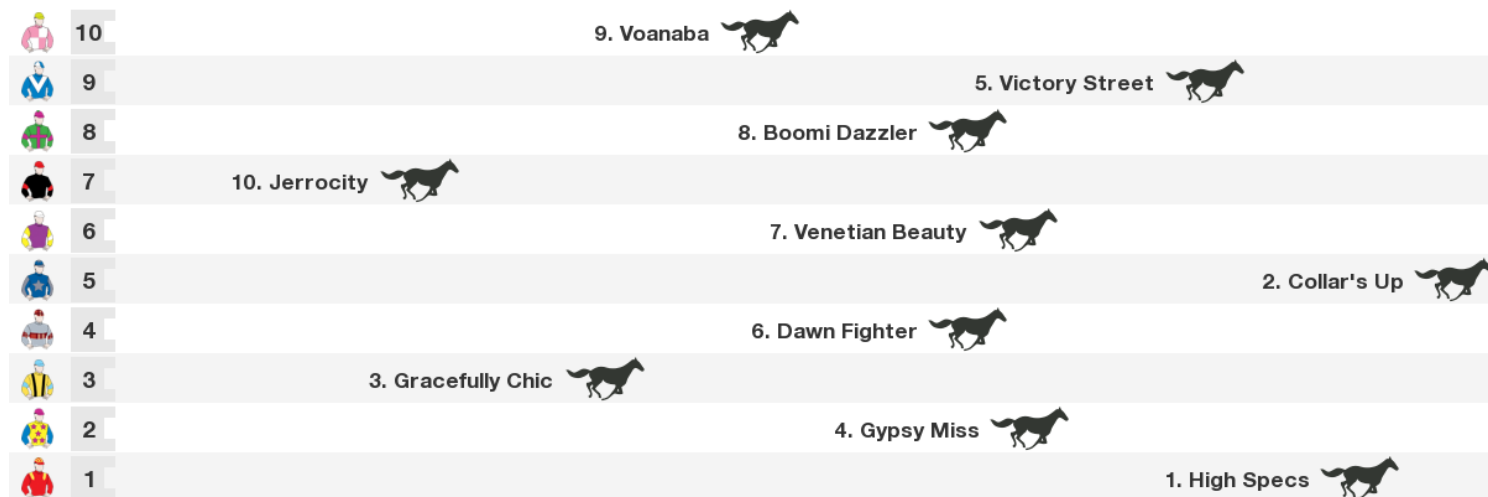 10 9. Voanaba
9 5. Victory Street
8 8. Boomi Dazzler
7 10. Jerrocity
6 7. Venetian Beauty
5 2. Collar's Up
4 6. Dawn Fighter
3 3. Gracefully Chic
2 4. Gypsy Miss
1 1. High Specs